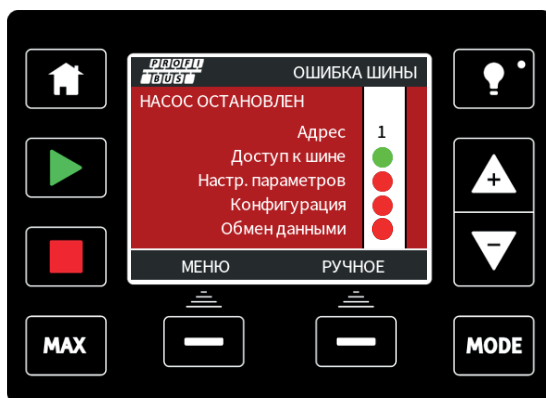 PROFI
BUS
ОШИБКА ШИНЫ
НАСОС ОСТАНОВЛЕН
Адрес 1
Доступ к шине
Настр. параметров
Конфигурация
Обмен данными
МЕНЮ РУЧНОЕ
MAX
MODE